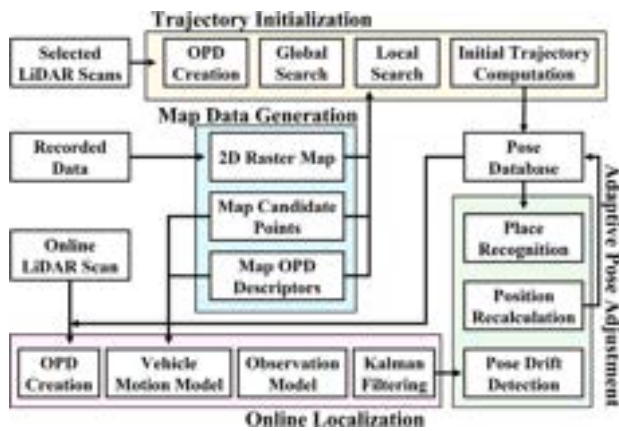 Trajectory Initialization
Selected
LiDAR Scans
OPD
Creation
Global
Search
Local
Search
Initial Trajectory
Computation
Map Data Generation
Recorded
Data
2D Raster Map
Pose
Database
Map Candidate
Points
Place
Recognition
Online
LiDAR Scan
Map OPD
Descriptors
Position
Recalculation
Adaptive Pose Adjustment
OPD
Creation
Vehicle
Motion Model
Observation
Model
Kalman
Filtering
Pose Drift
Detection
Online Localization